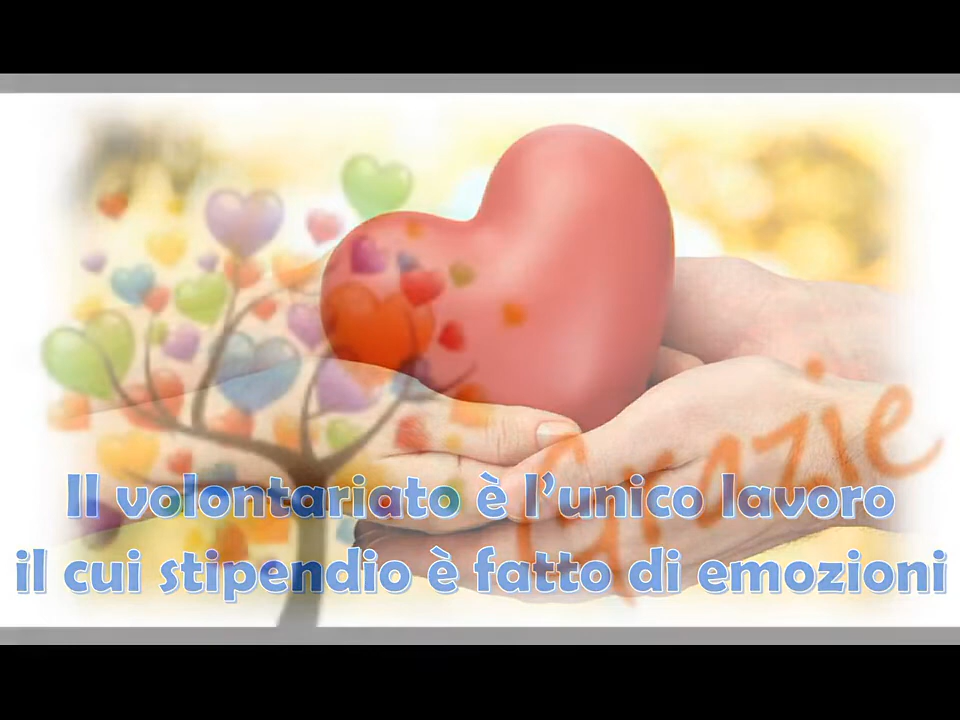 Grazie
Il volontariato è l'unico lavoro
il cui stipendio è fatto di emozioni